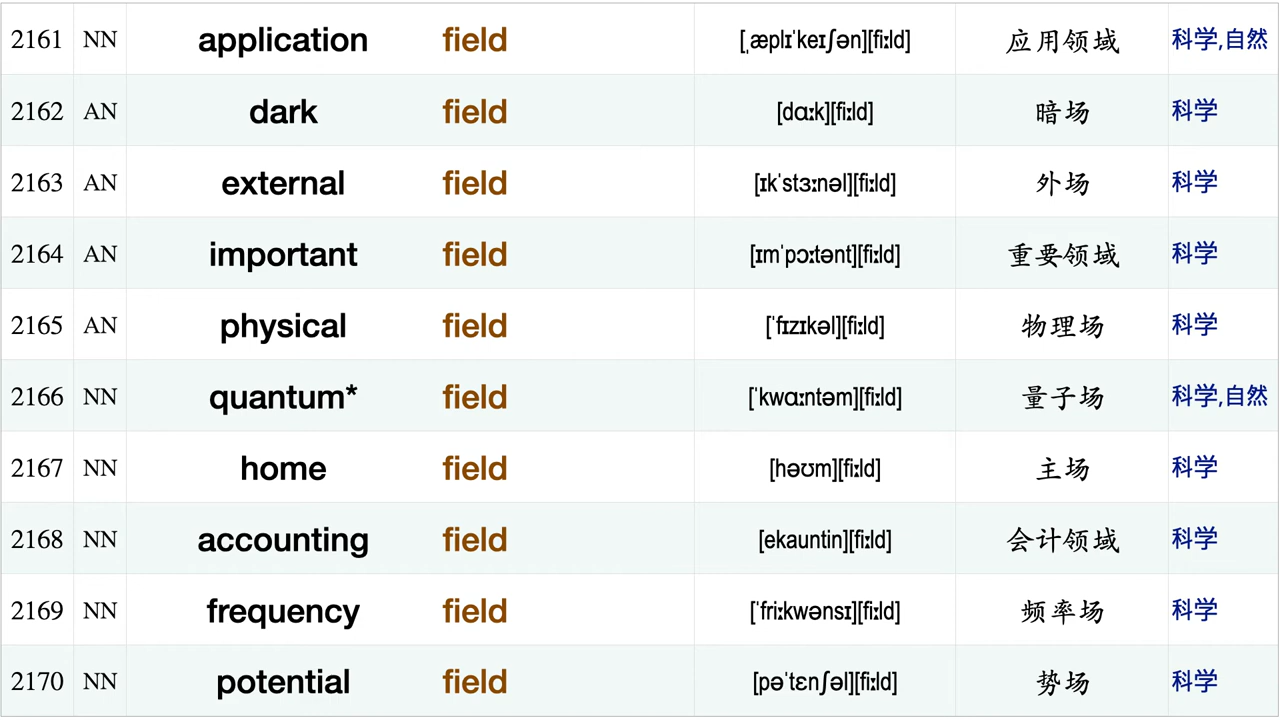 2161 NN application field [ˌæplɪˈkeɪʃən][fiːld] 应用领域 科学,自然
2162 AN dark field [dɑːk][fiːld] 暗场 科学
2163 AN external field [ɪkˈstɜːnəl][fiːld] 外场 科学
2164 AN important field [ɪmˈpɔːtənt][fiːld] 重要领域 科学
2165 AN physical field [ˈfɪzɪkəl][fiːld] 物理场 科学
2166 NN quantum* field [ˈkwɑːntəm][fiːld] 量子场 科学,自然
2167 NN home field [həʊm][fiːld] 主场 科学
2168 NN accounting field [ekauntin][fiːld] 会计领域 科学
2169 NN frequency field [ˈfriːkwənsɪ][fiːld] 频率场 科学
2170 NN potential field [pəˈtɛnʃəl][fiːld] 势场 科学